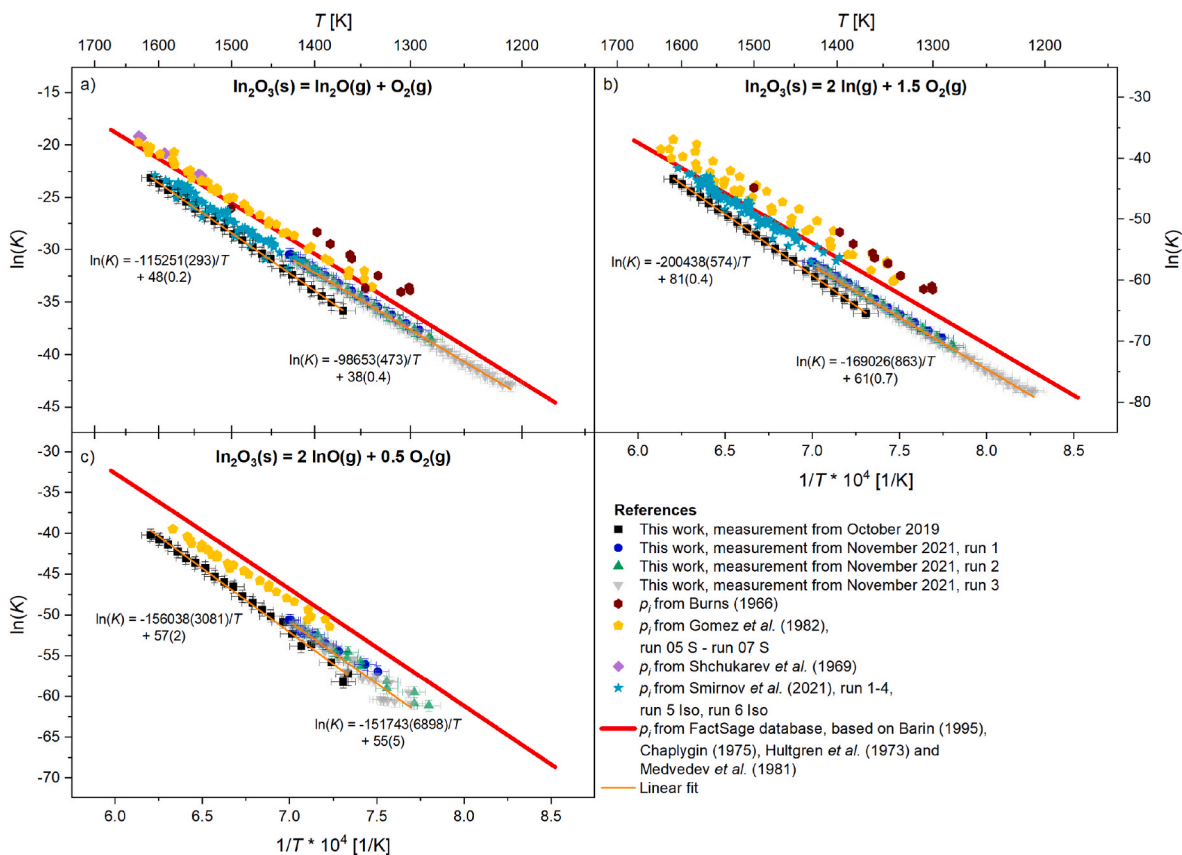 T [K]
1700 1600 1500 1400 1300 1200
T [K]
1700 1600 1500 1400 1300 1200
a)
In₂O₃(s) = In₂O(g) + O₂(g)
ln(K)
-15
-20
-25
-30
-35
-40
-45
ln(K) = -115251(293)/T
+ 48(0.2)
ln(K) = -98653(473)/T
+ 38(0.4)
b)
In₂O₃(s) = 2 In(g) + 1.5 O₂(g)
ln(K) = -200438(574)/T
+ 81(0.4)
ln(K) = -169026(863)/T
+ 61(0.7)
-30
-40
-50
-60
-70
-80
ln(K)
6.0 6.5 7.0 7.5 8.0 8.5
1/T * 10⁴ [1/K]
c)
In₂O₃(s) = 2 InO(g) + 0.5 O₂(g)
ln(K)
-30
-35
-40
-45
-50
-55
-60
-65
-70
ln(K) = -156038(3081)/T
+ 57(2)
ln(K) = -151743(6898)/T
+ 55(5)
6.0 6.5 7.0 7.5 8.0 8.5
1/T * 10⁴ [1/K]
References
This work, measurement from October 2019
This work, measurement from November 2021, run 1
This work, measurement from November 2021, run 2
This work, measurement from November 2021, run 3
pᵢ from Burns (1966)
pᵢ from Gomez et al. (1982),
run 05 S - run 07 S
pᵢ from Shchukarev et al. (1969)
pᵢ from Smirnov et al. (2021), run 1-4,
run 5 Iso, run 6 Iso
pᵢ from FactSage database, based on Barin (1995),
Chaplygin (1975), Hultgren et al. (1973) and
Medvedev et al. (1981)
Linear fit